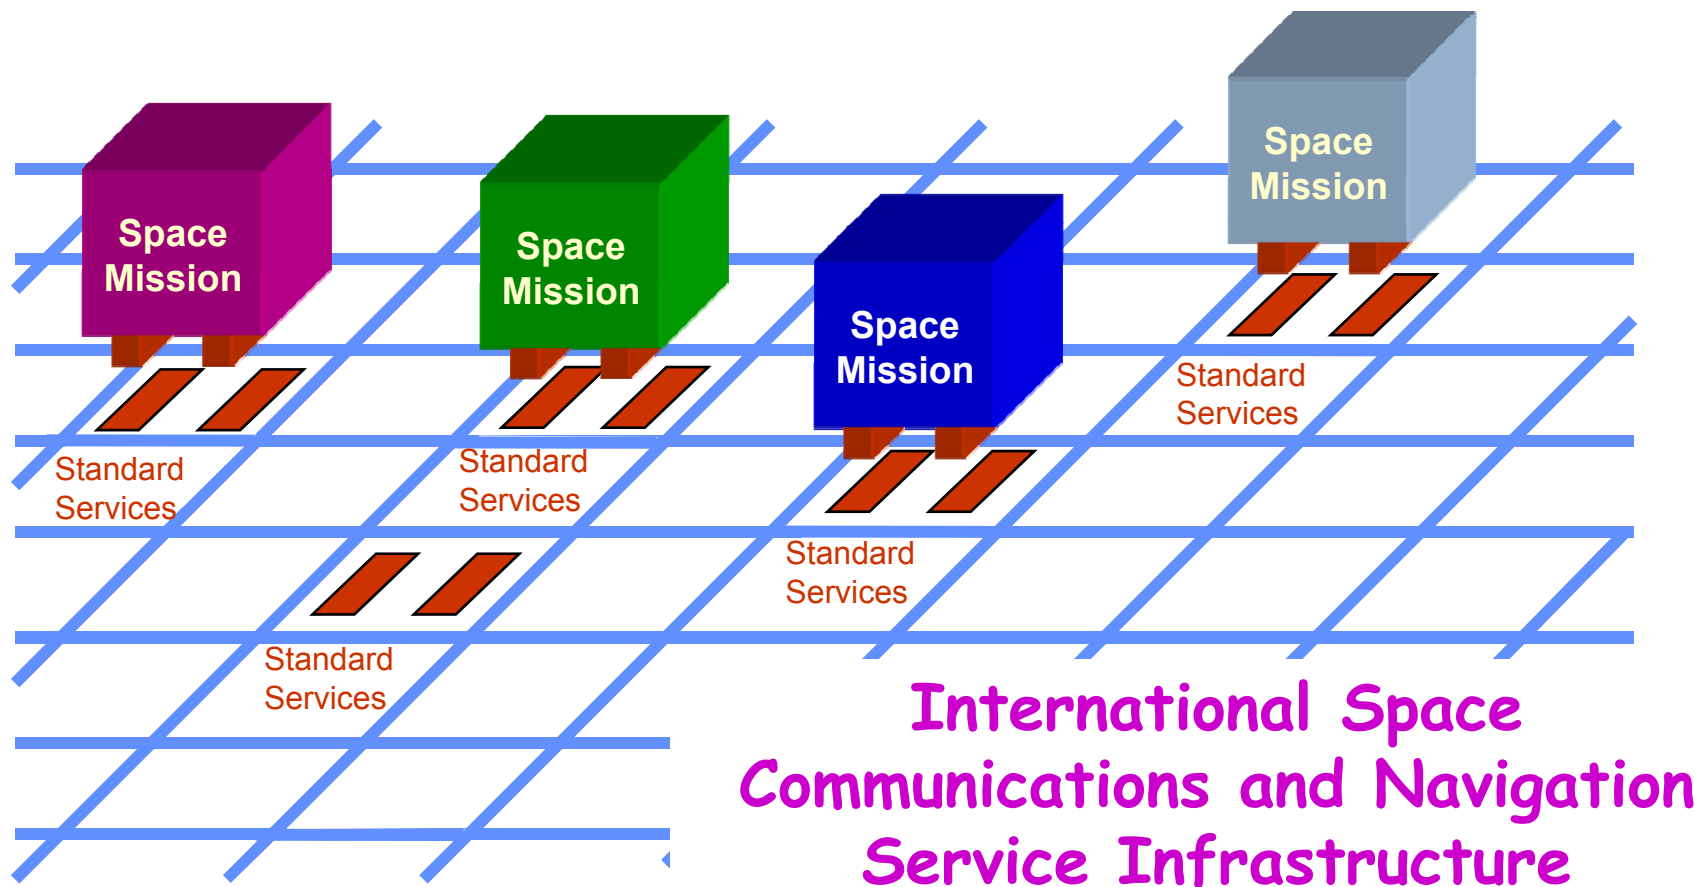 Space
Mission
Space
Mission
Space
Mission
Space
Mission
Standard
Services
Standard
Services
Standard
Services
Standard
Services
Standard
Services
International Space
Communications and Navigation
Service Infrastructure